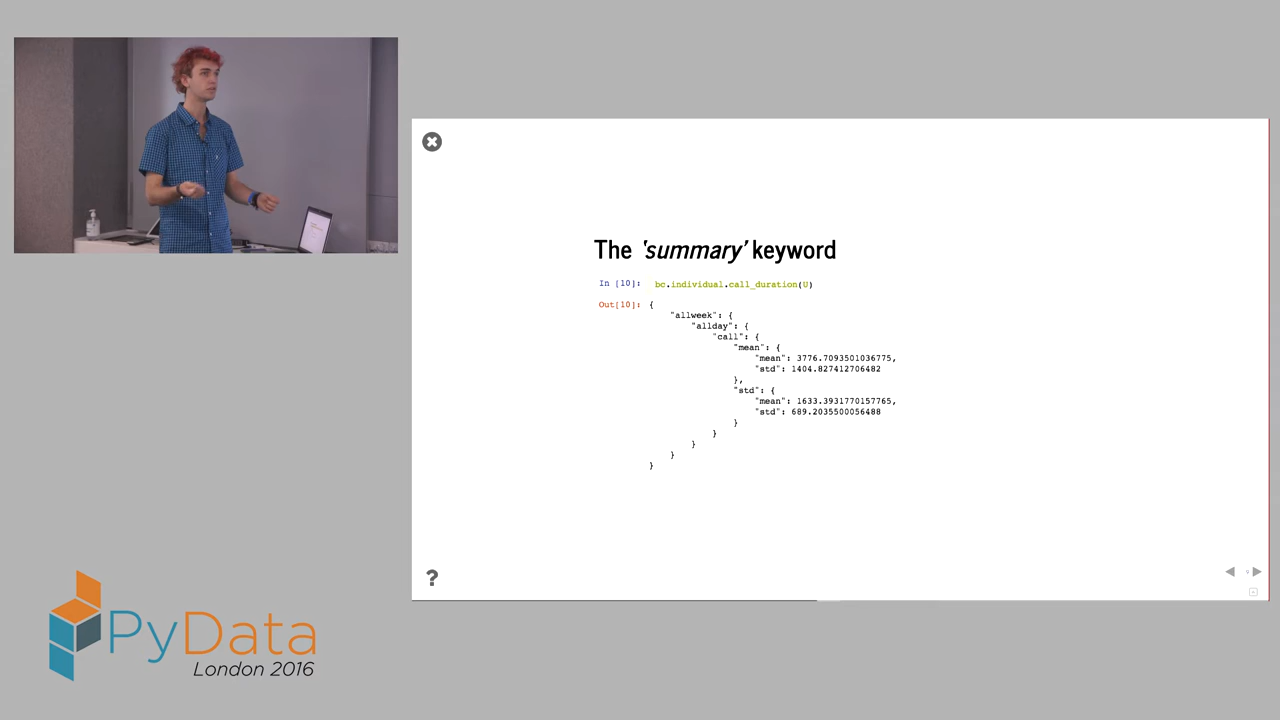 The 'summary' keyword
In [10]: bc.individual.call_duration(U)
Out[10]: {
"allweek": {
"allday": {
"call": {
"mean": {
"mean": 3776.7093501036775,
"std": 1404.827412706482
},
"std": {
"mean": 1633.3931770157765,
"std": 689.2035500056488
}
}
}
}
}
?
PyData
London 2016